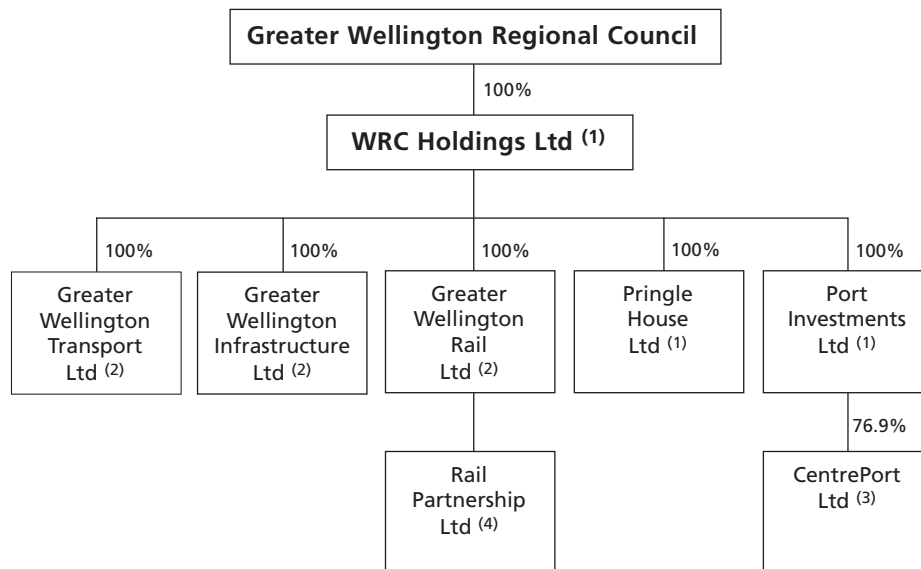 Greater Wellington Regional Council
100%
WRC Holdings Ltd (1)
100%
100%
100%
100%
100%
Greater
Wellington
Transport
Ltd (2)
Greater
Wellington
Infrastructure
Ltd (2)
Greater
Wellington
Rail
Ltd (2)
Pringle
House
Ltd (1)
Port
Investments
Ltd (1)
76.9%
Rail
Partnership
Ltd (4)
CentrePort
Ltd (3)